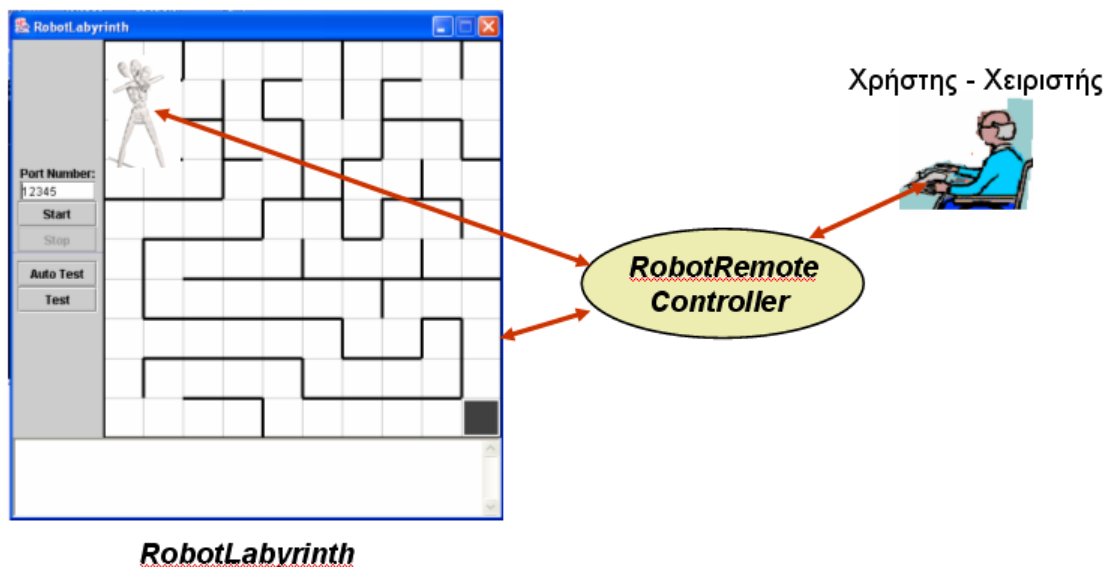 RobotLabyrinth
Χρήστης - Χειριστής
Port Number:
12345
Start
Stop
Auto Test
Test
RobotRemote
Controller
RobotLabyrinth